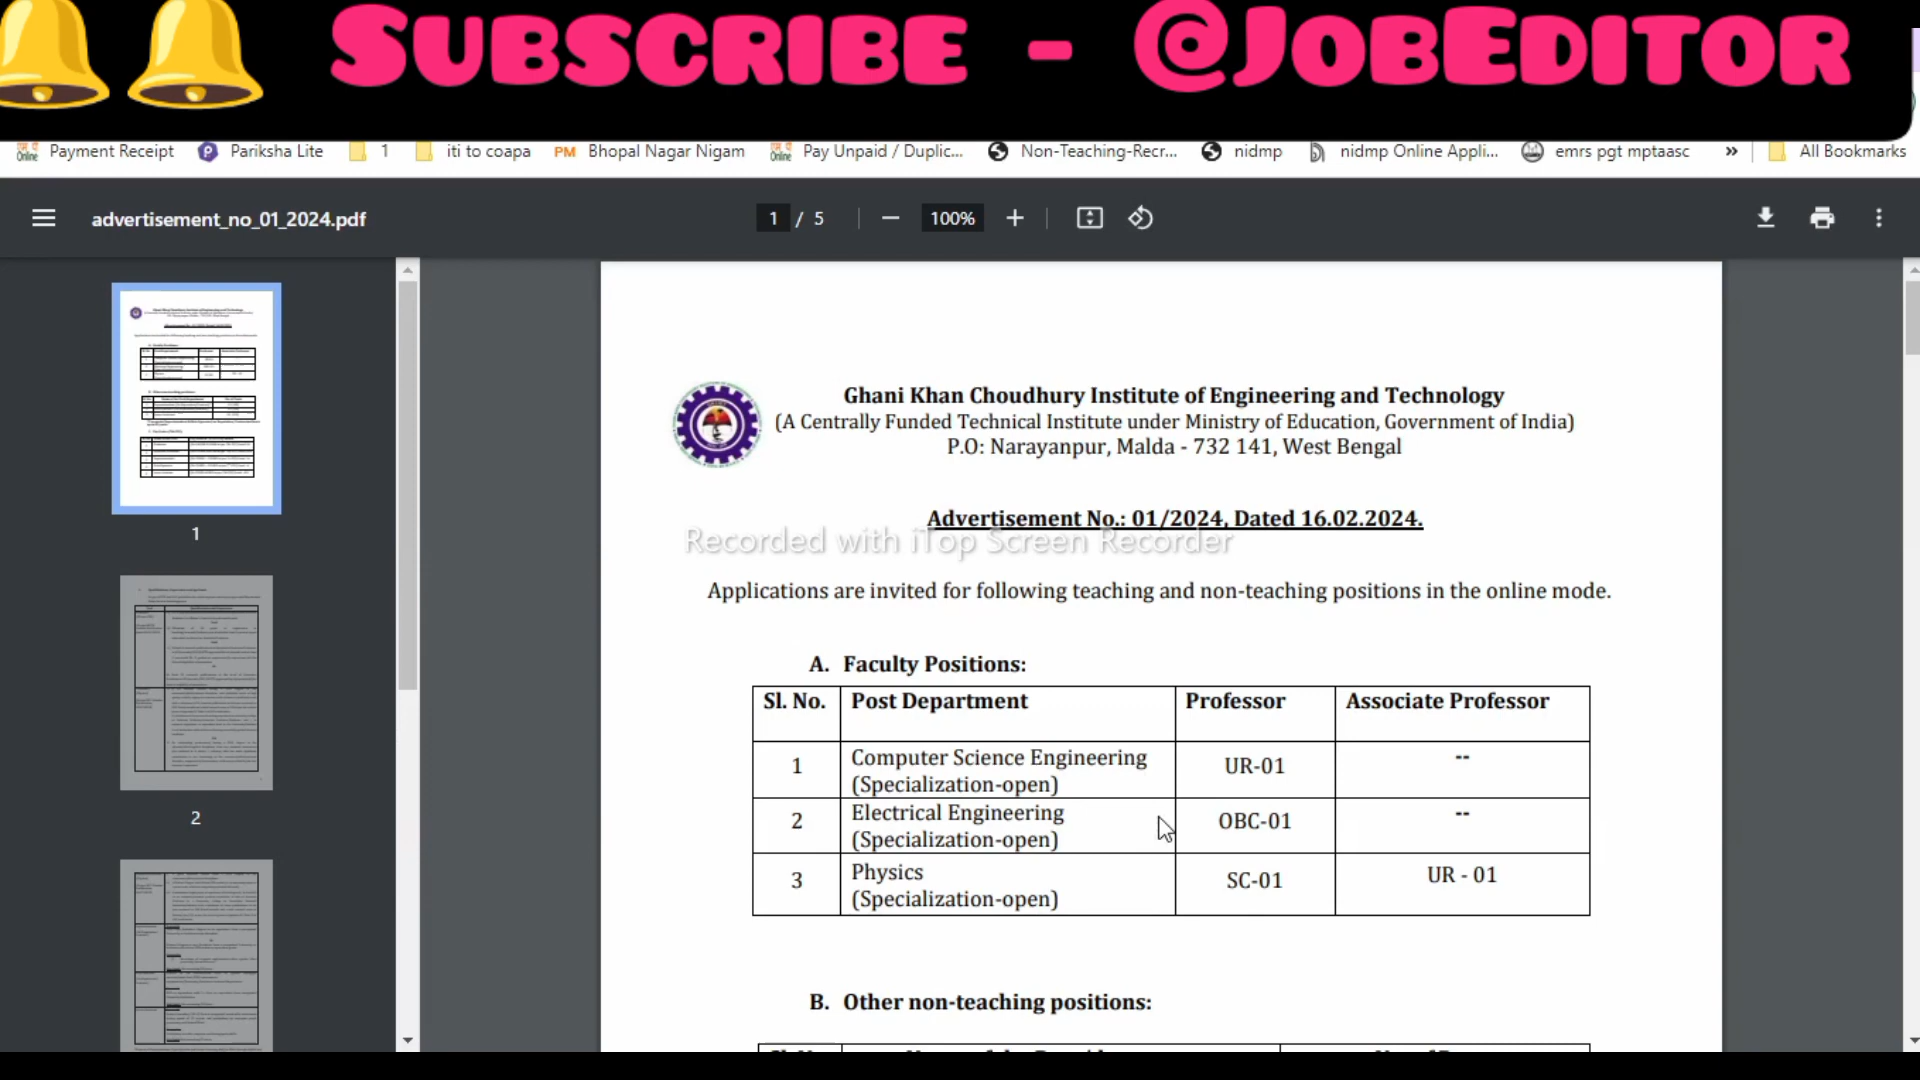 SUBSCRIBE - @JOBEDITOR
Payment Receipt
Pariksha Lite
1
iti to coapa
PM Bhopal Nagar Nigam
Pay Unpaid / Duplic...
Non-Teaching-Recr...
nidmp
nidmp Online Appli...
emrs pgt mptaasc
»
All Bookmarks
advertisement_no_01_2024.pdf
1 / 5
100%
Ghani Khan Choudhury Institute of Engineering and Technology
(A Centrally Funded Technical Institute under Ministry of Education, Government of India)
P.O: Narayanpur, Malda - 732 141, West Bengal
Advertisement No.: 01/2024, Dated 16.02.2024.
Recorded with iTop Screen Recorder
Applications are invited for following teaching and non-teaching positions in the online mode.
A. Faculty Positions:
Sl. No. Post Department Professor Associate Professor
1 Computer Science Engineering (Specialization-open) UR-01 --
2 Electrical Engineering (Specialization-open) OBC-01 --
3 Physics (Specialization-open) SC-01 UR - 01
B. Other non-teaching positions:
1
2